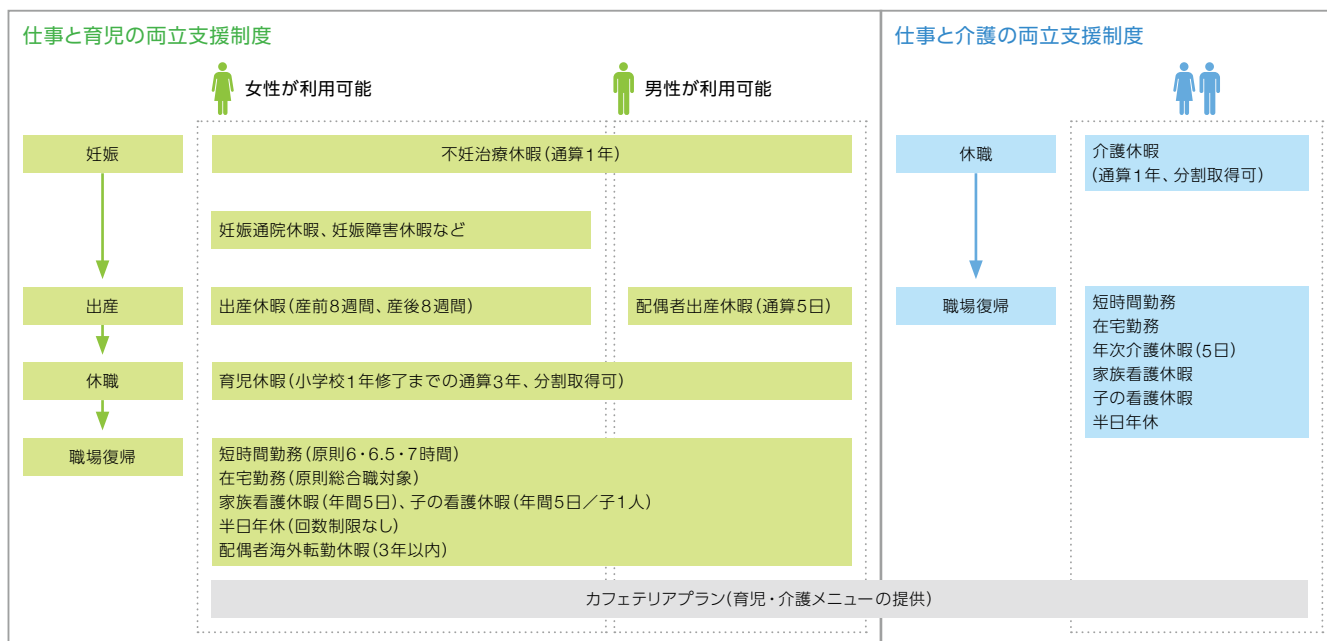 仕事と育児の両立支援制度
女性が利用可能
男性が利用可能
妊娠
不妊治療休暇(通算1年)
妊娠通院休暇、妊娠障害休暇など
出産
出産休暇(産前8週間、産後8週間)
配偶者出産休暇(通算5日)
休職
育児休暇(小学校1年修了までの通算3年、分割取得可)
職場復帰
短時間勤務(原則6・6.5・7時間)
在宅勤務(原則総合職対象)
家族看護休暇(年間5日)、子の看護休暇(年間5日／子1人)
半日年休(回数制限なし)
配偶者海外転勤休暇(3年以内)
仕事と介護の両立支援制度
休職
介護休暇
(通算1年、分割取得可)
職場復帰
短時間勤務
在宅勤務
年次介護休暇(5日)
家族看護休暇
子の看護休暇
半日年休
カフェテリアプラン(育児・介護メニューの提供)